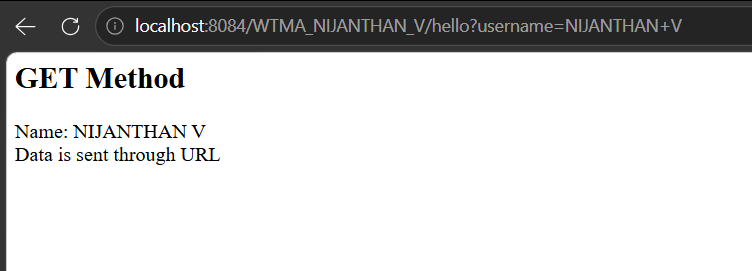 localhost:8084/WTMA_NIJANTHAN_V/hello?username=NIJANTHAN+V
GET Method
Name: NIJANTHAN V
Data is sent through URL